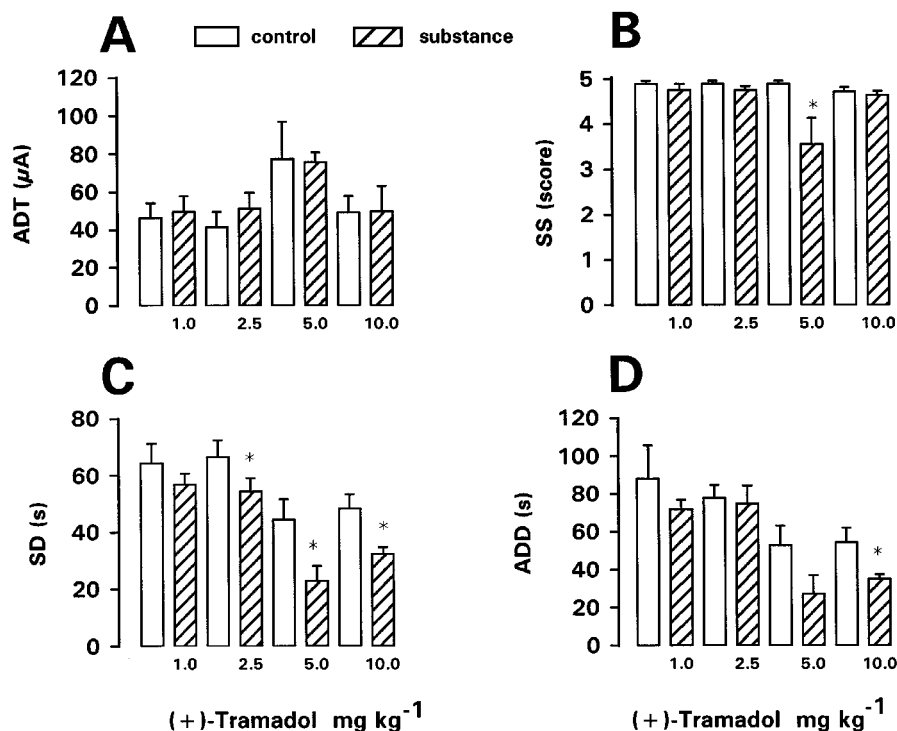 A
control
substance
B
120
100
80
60
40
20
0
ADT (µA)
1.0 2.5 5.0 10.0
5
4
3
2
1
0
SS (score)
*
1.0 2.5 5.0 10.0
C
80
60
40
20
0
SD (s)
* * *
1.0 2.5 5.0 10.0
(+)-Tramadol mg kg-1
D
120
100
80
60
40
20
0
ADD (s)
*
1.0 2.5 5.0 10.0
(+)-Tramadol mg kg-1